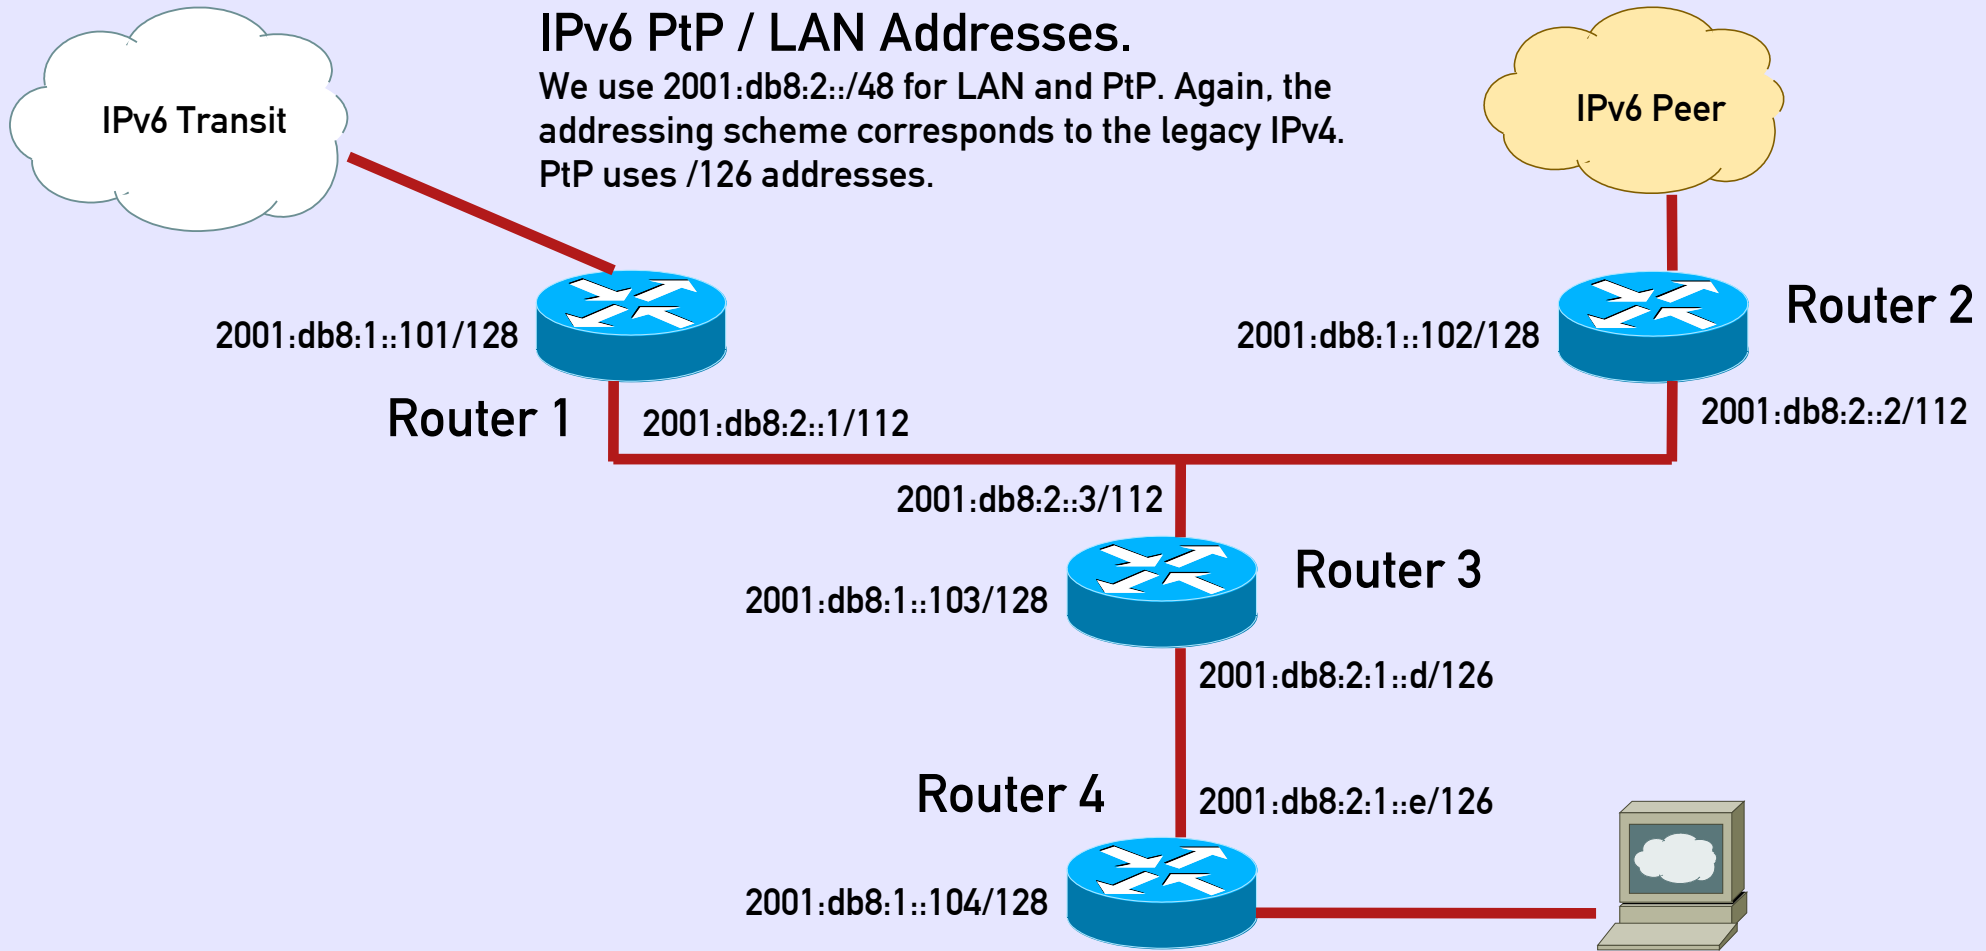 IPv6 PtP / LAN Addresses.
We use 2001:db8:2::/48 for LAN and PtP. Again, the
addressing scheme corresponds to the legacy IPv4.
PtP uses /126 addresses.
IPv6 Transit
IPv6 Peer
2001:db8:1::101/128
Router 1
2001:db8:2::1/112
2001:db8:1::102/128
Router 2
2001:db8:2::2/112
2001:db8:2::3/112
2001:db8:1::103/128
Router 3
2001:db8:2:1::d/126
Router 4
2001:db8:2:1::e/126
2001:db8:1::104/128